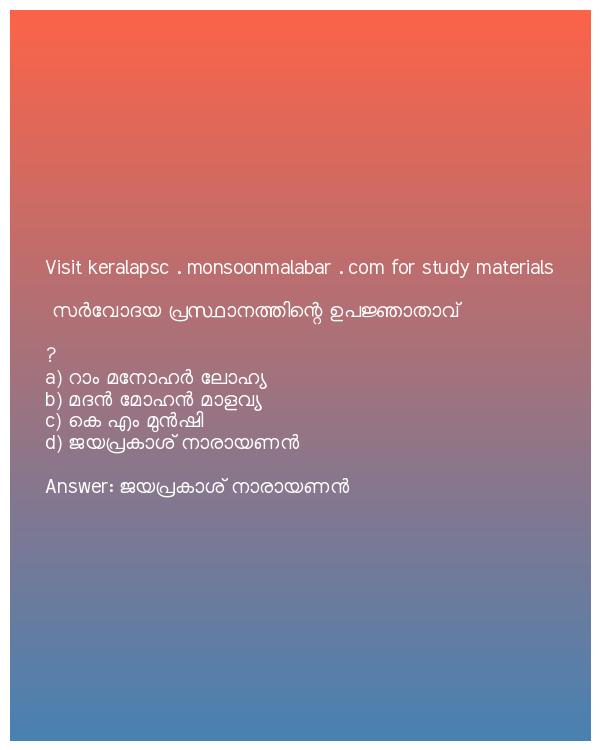 Visit keralapsc . monsoonmalabar . com for study materials
സർവോദയ പ്രസ്ഥാനത്തിന്റെ ഉപജ്ഞാതാവ്
?
a) റാം മനോഹർ ലോഹ്യ
b) മദൻ മോഹൻ മാളവ്യ
c) കെ എം മുൻഷി
d) ജയപ്രകാശ് നാരായണൻ
Answer: ജയപ്രകാശ് നാരായണൻ